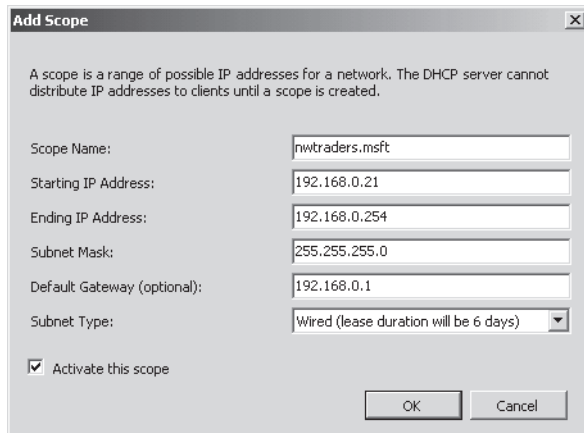 Add Scope
A scope is a range of possible IP addresses for a network. The DHCP server cannot
distribute IP addresses to clients until a scope is created.
Scope Name: nwtraders.msft
Starting IP Address: 192.168.0.21
Ending IP Address: 192.168.0.254
Subnet Mask: 255.255.255.0
Default Gateway (optional): 192.168.0.1
Subnet Type: Wired (lease duration will be 6 days)
Activate this scope
OK Cancel